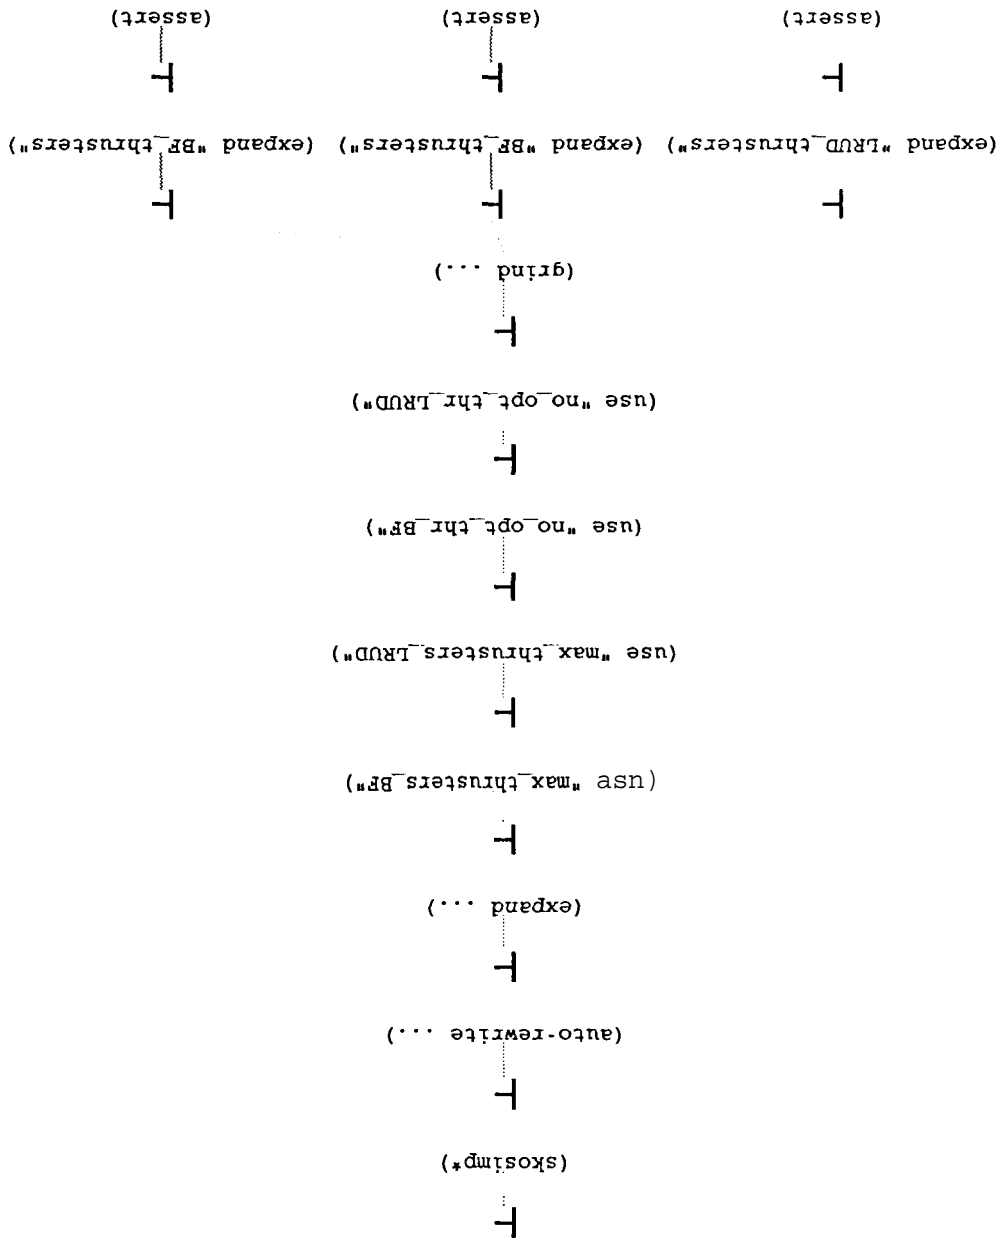 (skosimp*)
(auto-rewrite ...)
(expand ...)
asn) "max_thrusters_BF")
(use "max_thrusters_LRUD")
(use "no_opt_thr_BF")
(use "no_opt_thr_LRUD")
(grind ...)
(expand "LRUD_thrusters") (expand "BF_thrusters") (expand "BF_thrusters")
(assert) (assert) (assert)